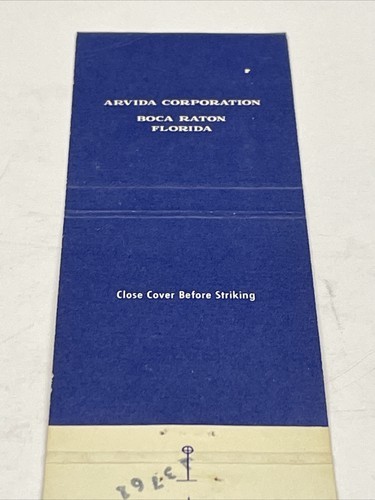 ARVIDA CORPORATION
BOCA RATON
FLORIDA
Close Cover Before Striking